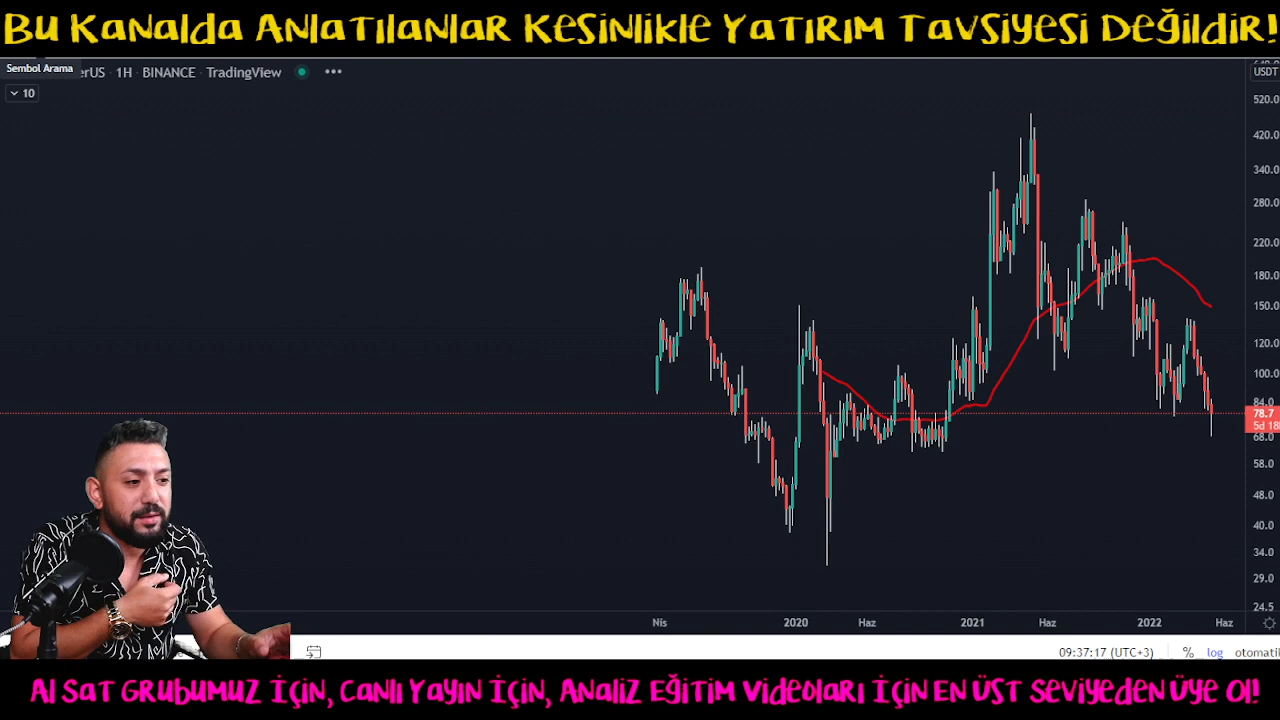 Bu Kanalda Anlatılanlar Kesinlikle Yatırım Tavsiyesi Değildir!
Sembol Arama
erUS · 1H · BINANCE · TradingView
10
USDT
520.0
420.0
340.0
280.0
220.0
180.0
150.0
120.0
100.0
84.0
78.7
5d 18
68.0
58.0
48.0
40.0
34.0
29.0
24.5
Nis 2020 Haz 2021 Haz 2022 Haz
09:37:17 (UTC+3) % log otomatik
Al Sat Grubumuz İçin, Canlı Yayın İçin, Analiz Eğitim Videoları İçin En Üst Seviyeden Üye Ol!